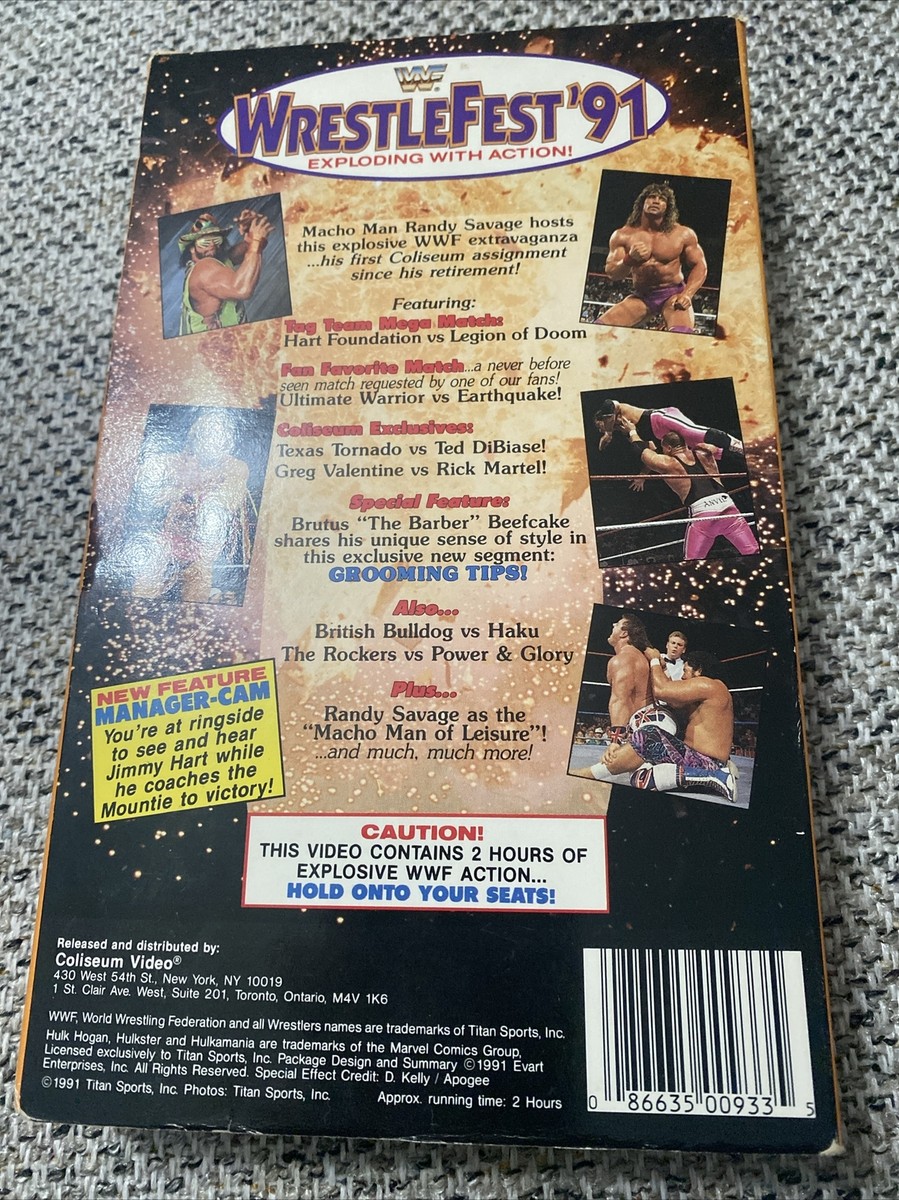 WWF
WRESTLEFEST '91
EXPLODING WITH ACTION!
Macho Man Randy Savage hosts
this explosive WWF extravaganza
...his first Coliseum assignment
since his retirement!
Featuring:
Tag Team Mega Match:
Hart Foundation vs Legion of Doom
Fan Favorite Match...a never before
seen match requested by one of our fans!
Ultimate Warrior vs Earthquake!
Coliseum Exclusives:
Texas Tornado vs Ted DiBiase!
Greg Valentine vs Rick Martel!
Special Feature:
Brutus "The Barber" Beefcake
shares his unique sense of style in
this exclusive new segment:
GROOMING TIPS!
Also...
British Bulldog vs Haku
The Rockers vs Power & Glory
Plus...
Randy Savage as the
"Macho Man of Leisure"!
...and much, much more!
NEW FEATURE
MANAGER-CAM
You're at ringside
to see and hear
Jimmy Hart while
he coaches the
Mountie to victory!
CAUTION!
THIS VIDEO CONTAINS 2 HOURS OF
EXPLOSIVE WWF ACTION...
HOLD ONTO YOUR SEATS!
Released and distributed by:
Coliseum Video®
430 West 54th St., New York, NY 10019
1 St. Clair Ave. West, Suite 201, Toronto, Ontario, M4V 1K6
WWF, World Wrestling Federation and all Wrestlers names are trademarks of Titan Sports, Inc.
Hulk Hogan, Hulkster and Hulkamania are trademarks of the Marvel Comics Group,
Licensed exclusively to Titan Sports, Inc. Package Design and Summary ©1991 Evart
Enterprises, Inc. All Rights Reserved. Special Effect Credit: D. Kelly / Apogee
©1991 Titan Sports, Inc. Photos: Titan Sports, Inc. Approx. running time: 2 Hours
0 86635 00933 5